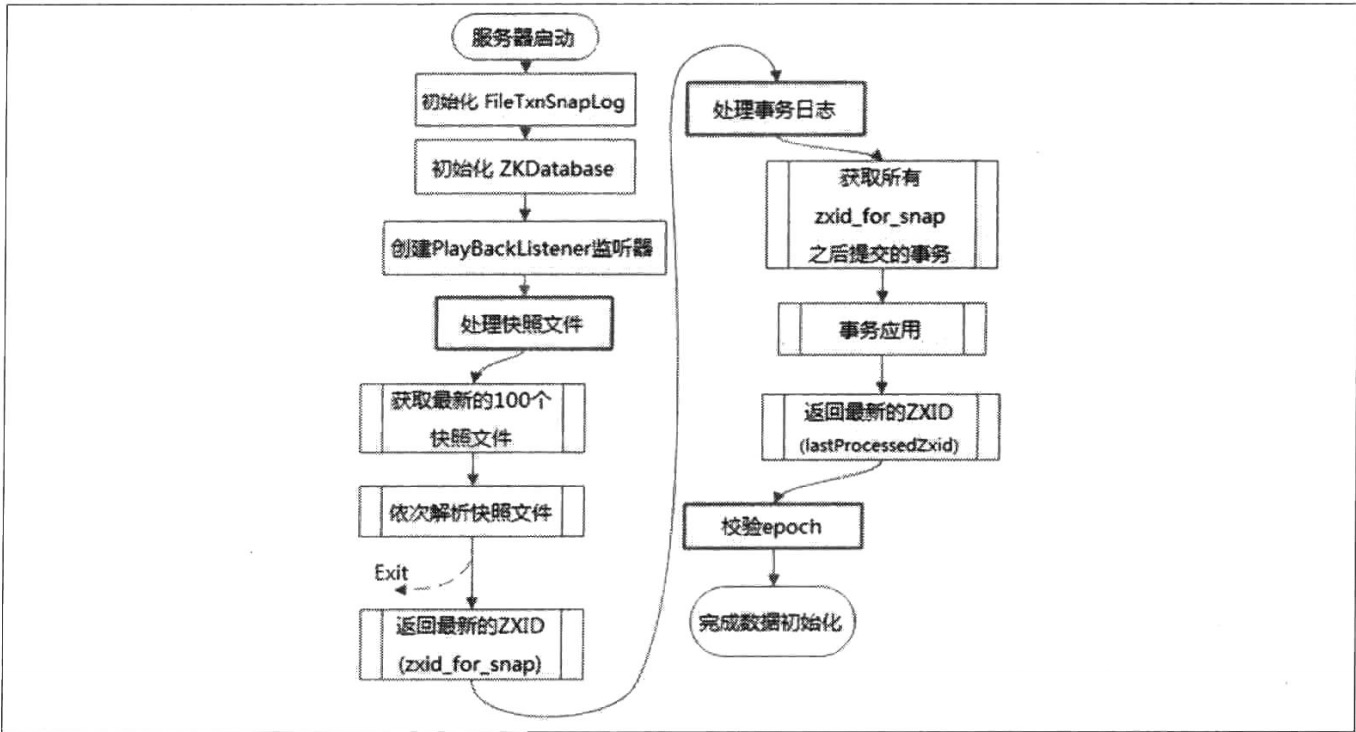 服务器启动
初始化 FileTxnSnapLog
初始化 ZKDatabase
创建PlayBackListener监听器
处理快照文件
获取最新的100个
快照文件
依次解析快照文件
Exit
返回最新的ZXID
(zxid_for_snap)
处理事务日志
获取所有
zxid_for_snap
之后提交的事务
事务应用
返回最新的ZXID
(lastProcessedZxid)
校验epoch
完成数据初始化